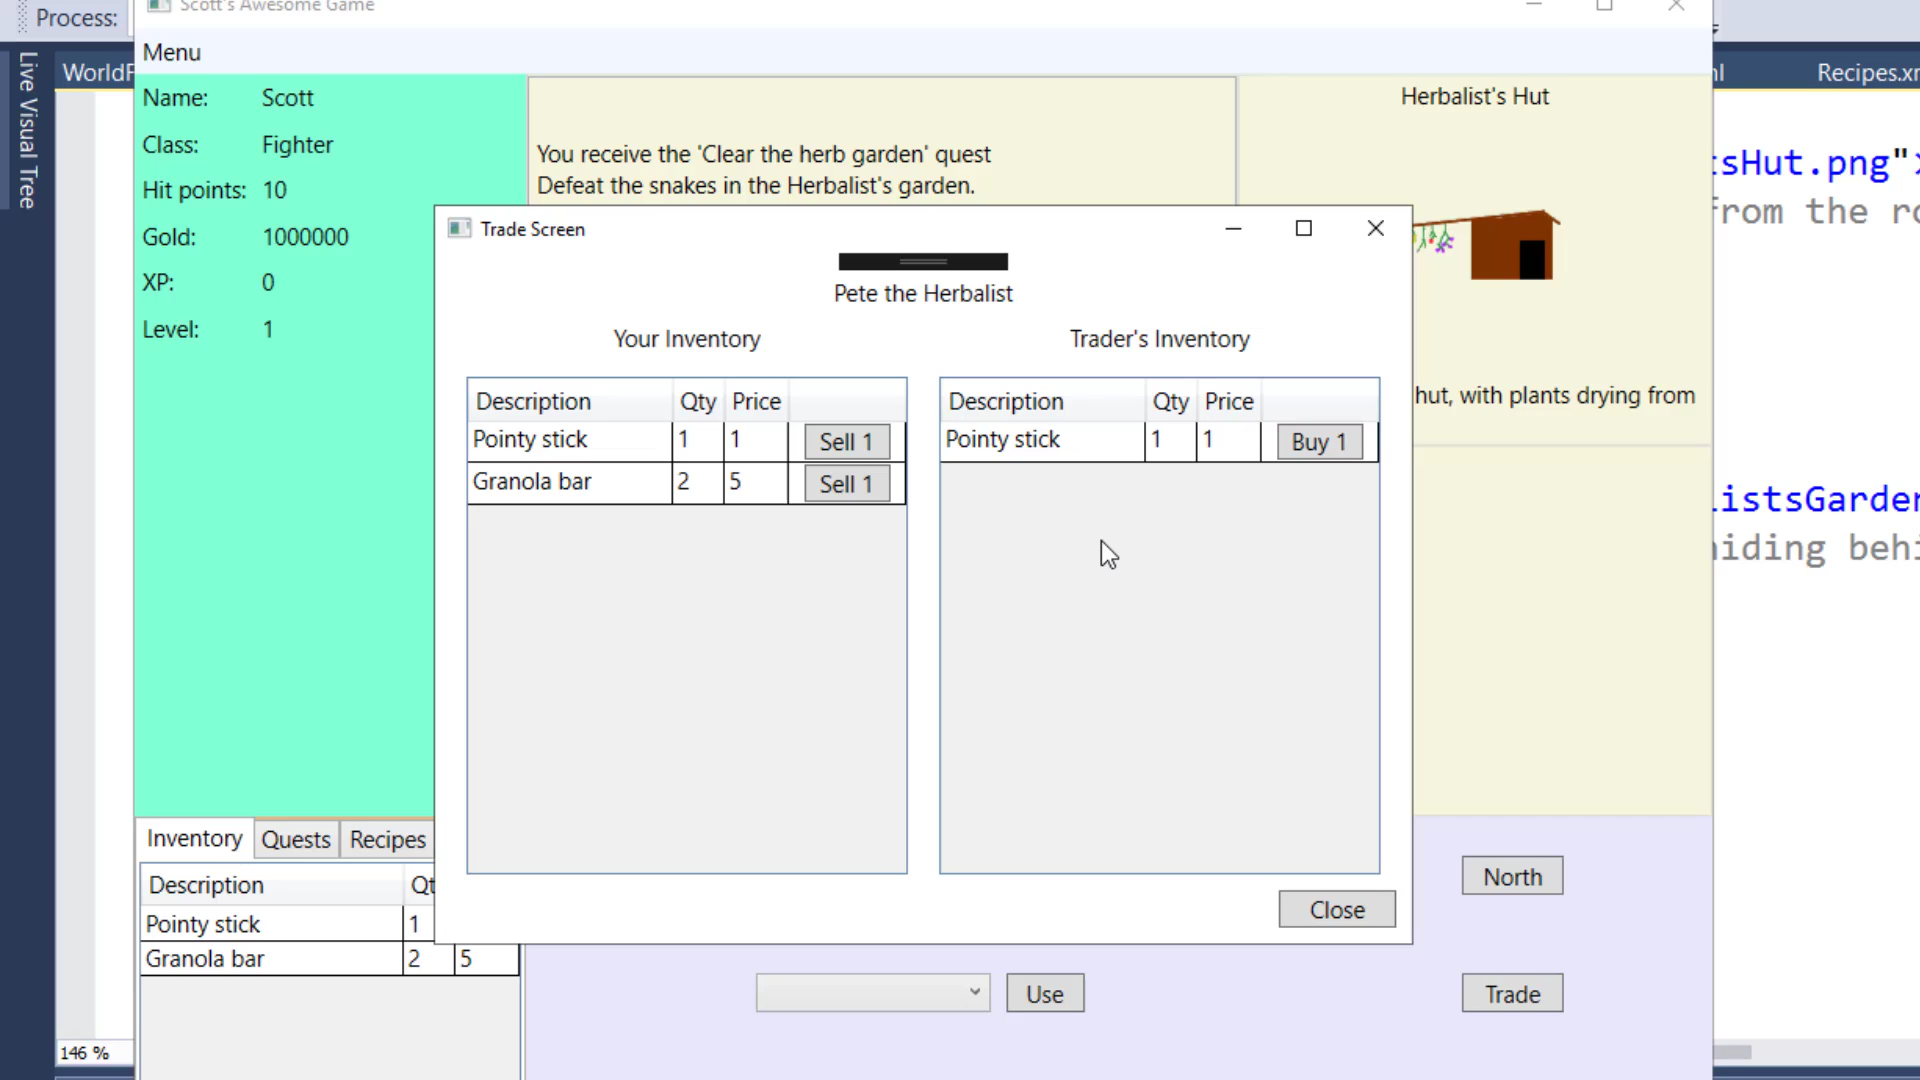 Process:
Scott's Awesome Game
Live Visual Tree
Menu
Name: Scott
Class: Fighter
Hit points: 10
Gold: 1000000
XP: 0
Level: 1
You receive the 'Clear the herb garden' quest
Defeat the snakes in the Herbalist's garden.
Herbalist's Hut
hut, with plants drying from
Recipes.x
sHut.png">
from the ro
istsGarde
hiding behi
Trade Screen
Pete the Herbalist
Your Inventory
Description Qty Price
Pointy stick 1 1 Sell 1
Granola bar 2 5 Sell 1
Trader's Inventory
Description Qty Price
Pointy stick 1 1 Buy 1
Close
Inventory Quests Recipes
Description Qt
Pointy stick 1
Granola bar 2 5
Use
North
Trade
146 %